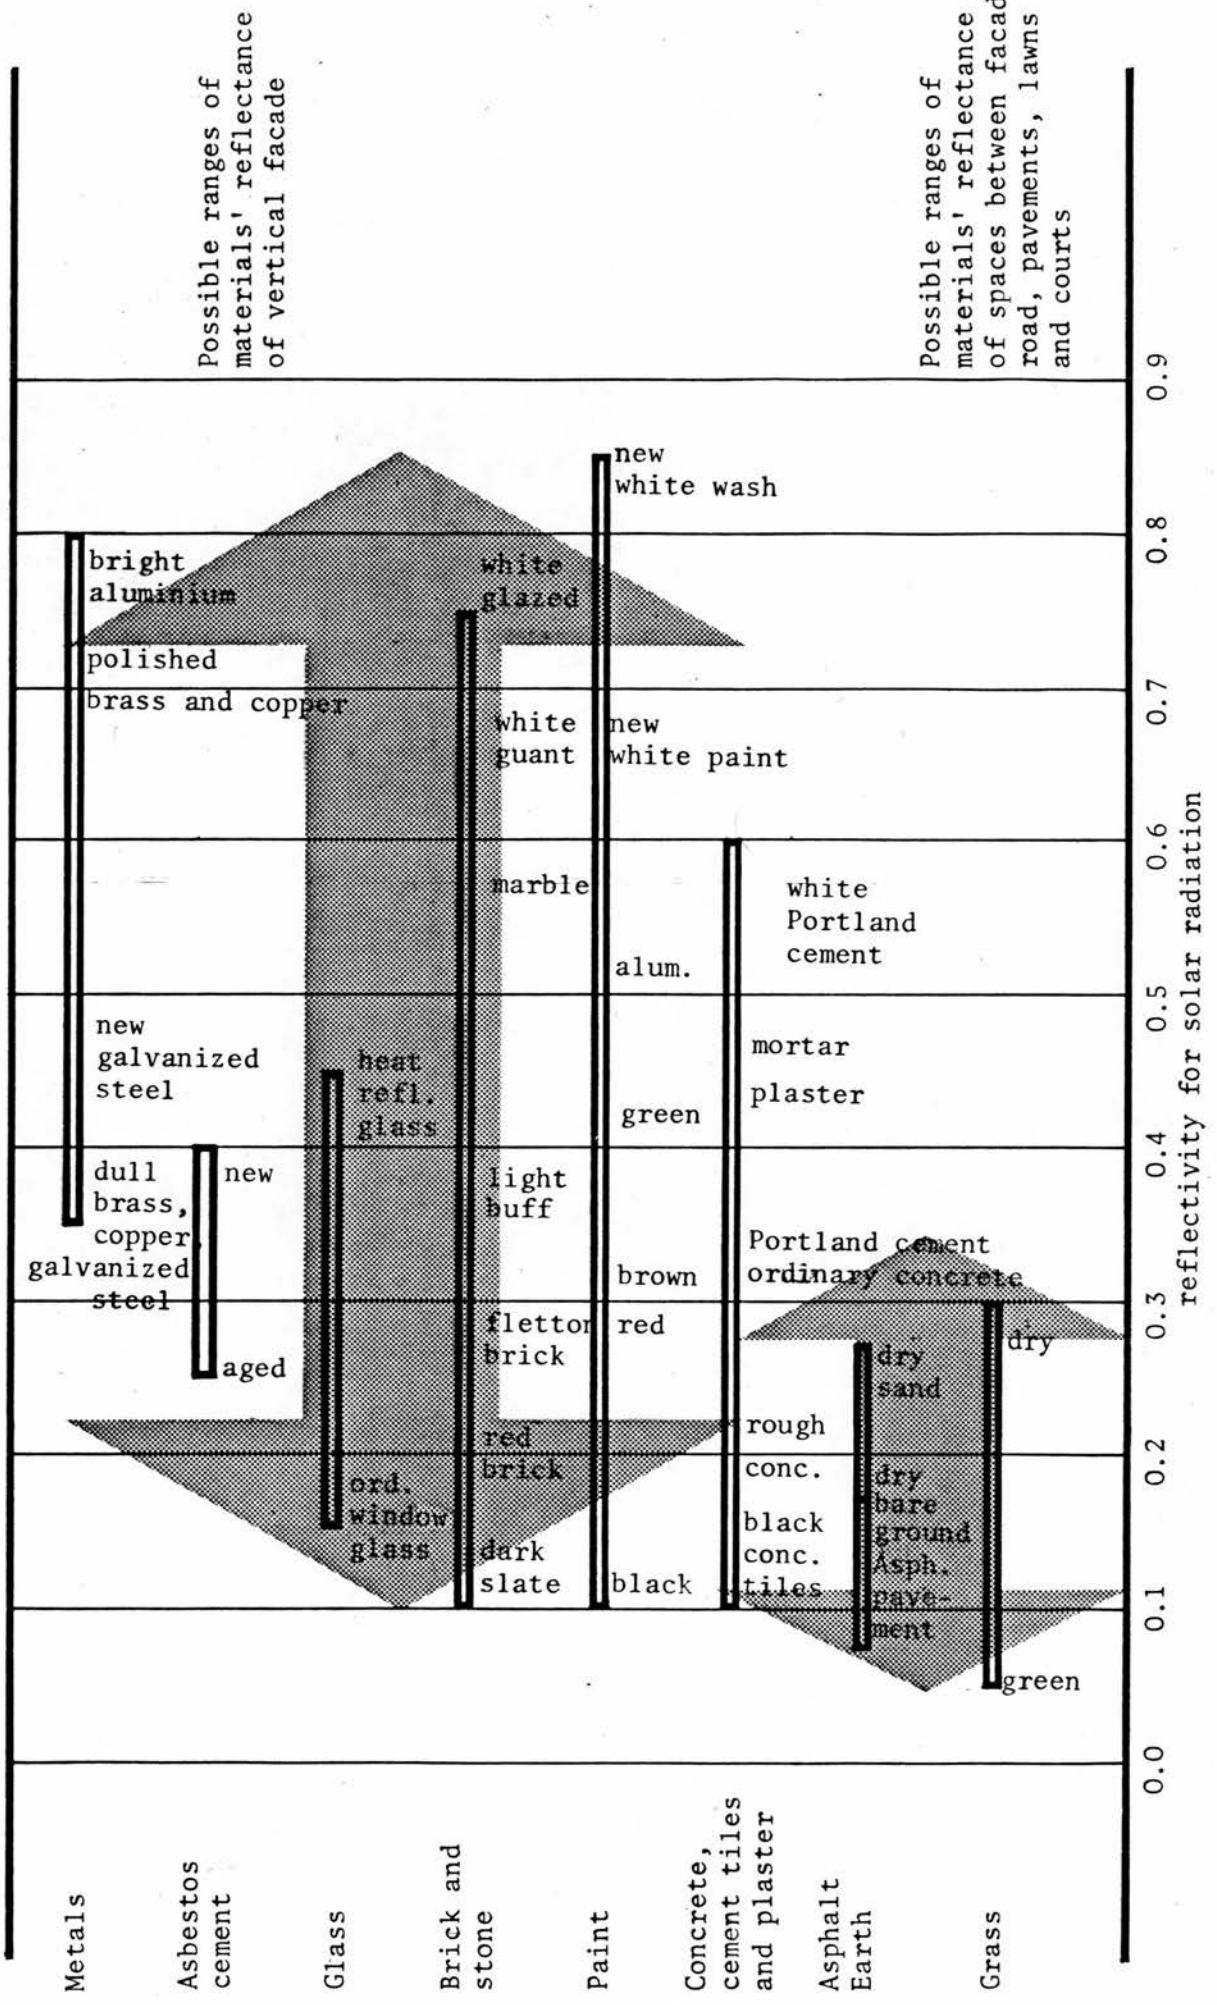 Possible ranges of
materials' reflectance
of vertical facade
Possible ranges of
materials' reflectance
of spaces between facad
road, pavements, lawns
and courts
new
white wash
bright
aluminium
white
glazed
polished
brass and copper
white
guant
new
white paint
marble
white
Portland
cement
alum.
new
galvanized
steel
heat
refl.
glass
mortar
plaster
green
dull
brass,
copper
galvanized
steel
new
light
buff
Portland cement
ordinary concrete
brown
fletton
brick
red
dry
dry
sand
aged
rough
conc.
red
brick
ord.
window
glass
dry
bare
ground
Asph.
pave-
ment
black
conc.
tiles
dark
slate
black
green
0.9
0.8
0.7
0.6
0.5
0.4
0.3
0.2
0.1
0.0
reflectivity for solar radiation
Metals
Asbestos
cement
Glass
Brick and
stone
Paint
Concrete,
cement tiles
and plaster
Asphalt
Earth
Grass